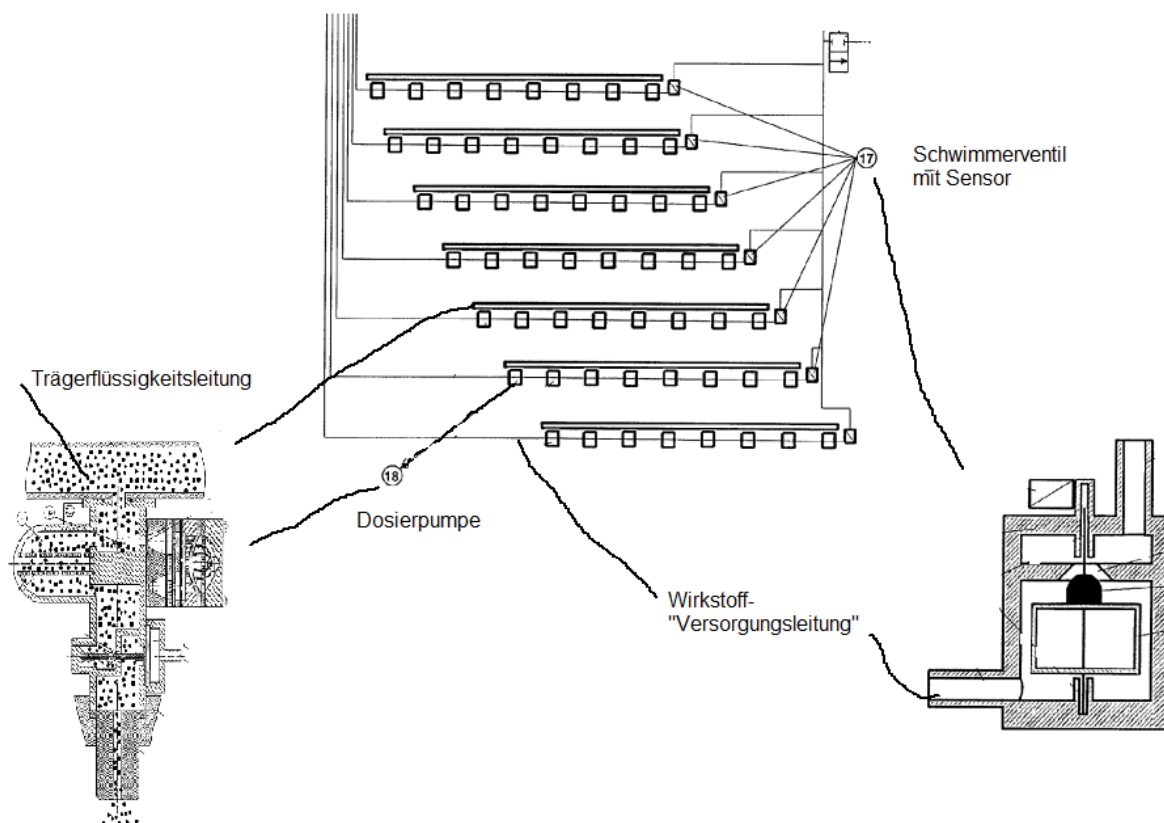 17
Schwimmerventil
mit Sensor
Trägerflüssigkeitsleitung
18
Dosierpumpe
Wirkstoff-
"Versorgungsleitung"